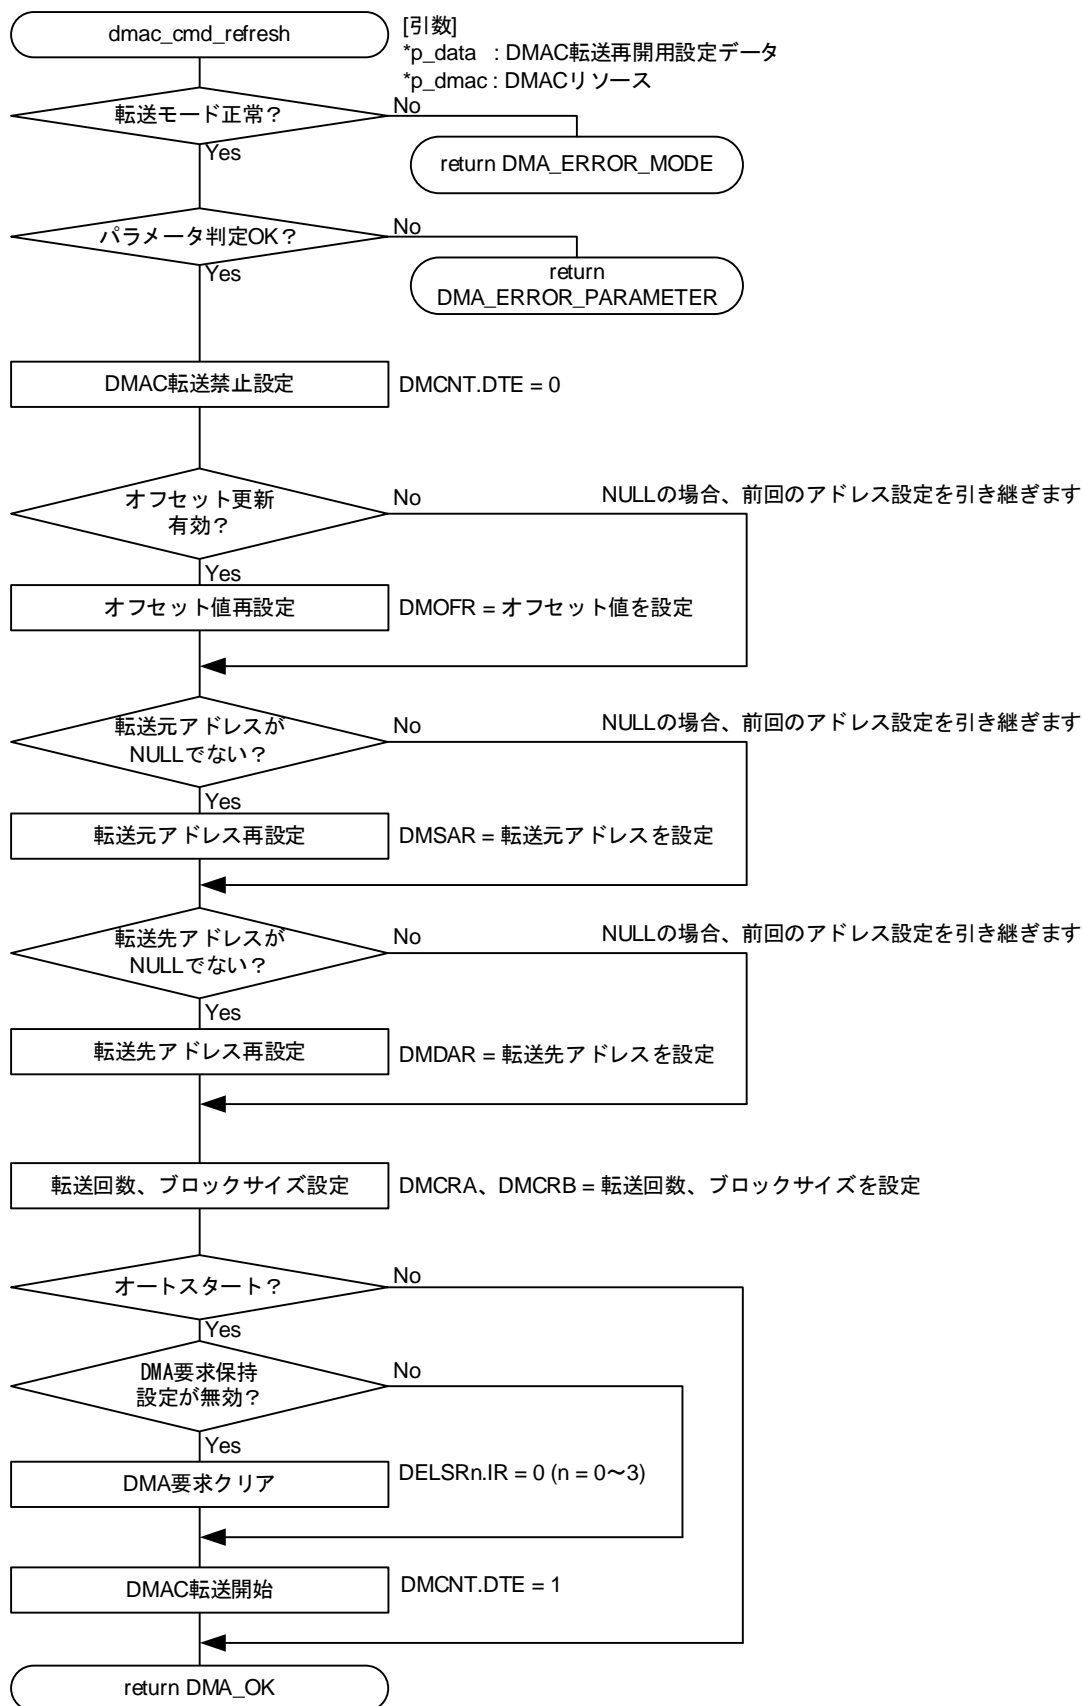 dmac_cmd_refresh
[引数]
*p_data : DMAC転送再開用設定データ
*p_dmac : DMACリソース
転送モード正常？
No
Yes
return DMA_ERROR_MODE
パラメータ判定OK？
No
Yes
return
DMA_ERROR_PARAMETER
DMAC転送禁止設定
DMCNT.DTE = 0
オフセット更新
有効？
No
NULLの場合、前回のアドレス設定を引き継ぎます
Yes
オフセット値再設定
DMOFR = オフセット値を設定
転送元アドレスが
NULLでない？
No
NULLの場合、前回のアドレス設定を引き継ぎます
Yes
転送元アドレス再設定
DMSAR = 転送元アドレスを設定
転送先アドレスが
NULLでない？
No
NULLの場合、前回のアドレス設定を引き継ぎます
Yes
転送先アドレス再設定
DMDAR = 転送先アドレスを設定
転送回数、ブロックサイズ設定
DMCRA、DMCRB = 転送回数、ブロックサイズを設定
オートスタート？
No
Yes
DMA要求保持
設定が無効？
No
Yes
DMA要求クリア
DELSRn.IR = 0 (n = 0～3)
DMAC転送開始
DMCNT.DTE = 1
return DMA_OK